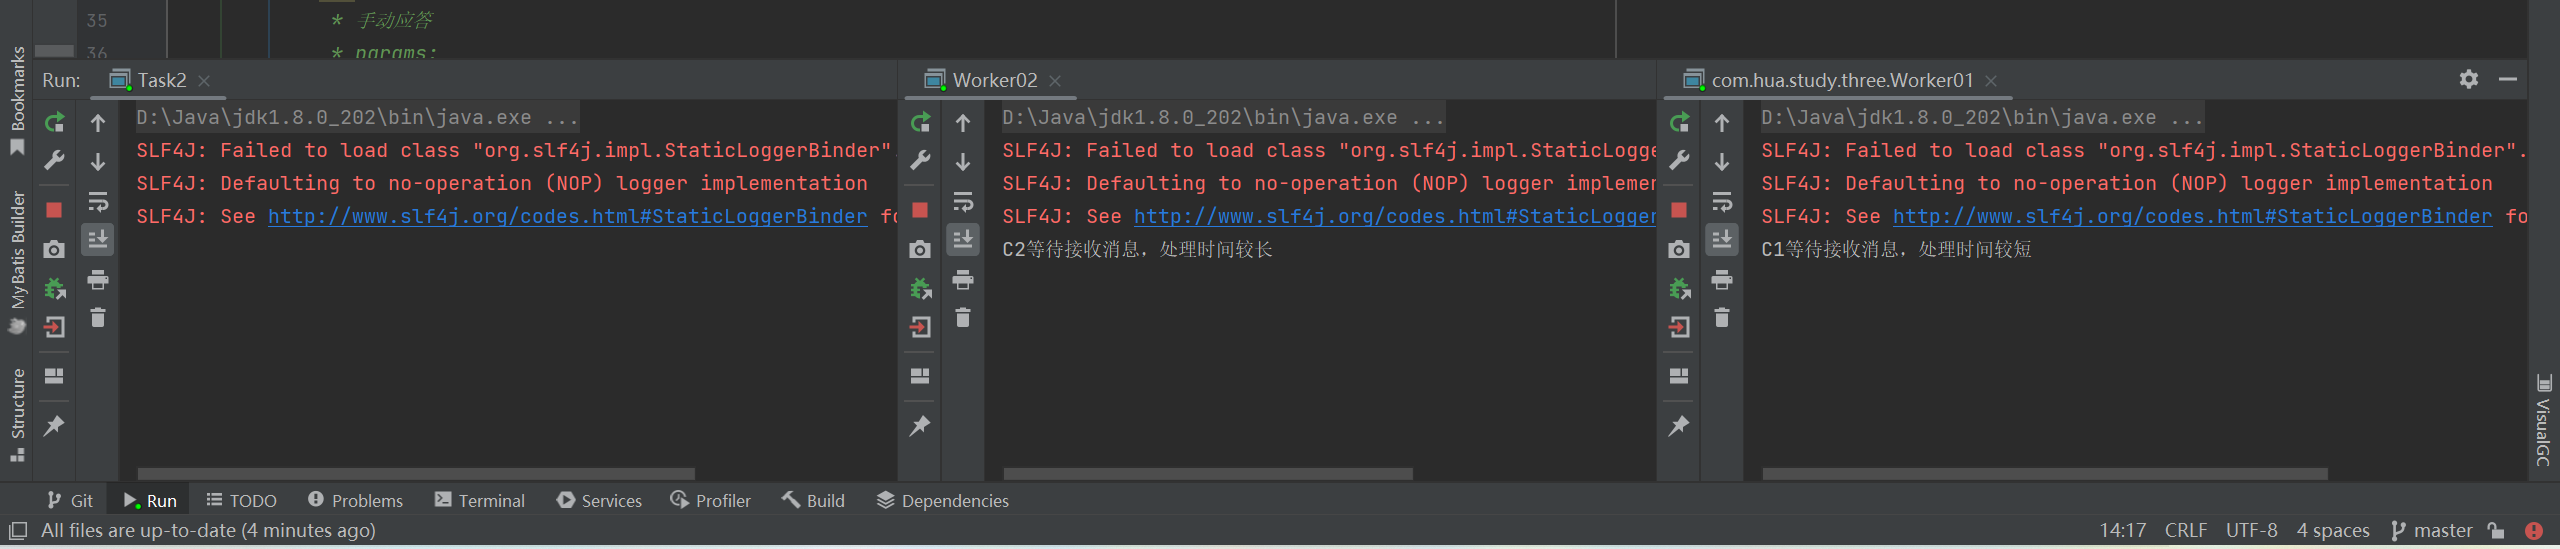 35 * 手动应答
36 * params:
Bookmarks
MyBatis Builder
Structure
Run: Task2
D:\Java\jdk1.8.0_202\bin\java.exe ...
SLF4J: Failed to load class "org.slf4j.impl.StaticLoggerBinder".
SLF4J: Defaulting to no-operation (NOP) logger implementation
SLF4J: See http://www.slf4j.org/codes.html#StaticLoggerBinder fo
Worker02
D:\Java\jdk1.8.0_202\bin\java.exe ...
SLF4J: Failed to load class "org.slf4j.impl.StaticLogge
SLF4J: Defaulting to no-operation (NOP) logger implemen
SLF4J: See http://www.slf4j.org/codes.html#StaticLogger
C2等待接收消息，处理时间较长
com.hua.study.three.Worker01
D:\Java\jdk1.8.0_202\bin\java.exe ...
SLF4J: Failed to load class "org.slf4j.impl.StaticLoggerBinder".
SLF4J: Defaulting to no-operation (NOP) logger implementation
SLF4J: See http://www.slf4j.org/codes.html#StaticLoggerBinder fo
C1等待接收消息，处理时间较短
VisualGC
Git Run TODO Problems Terminal Services Profiler Build Dependencies
All files are up-to-date (4 minutes ago) 14:17 CRLF UTF-8 4 spaces master